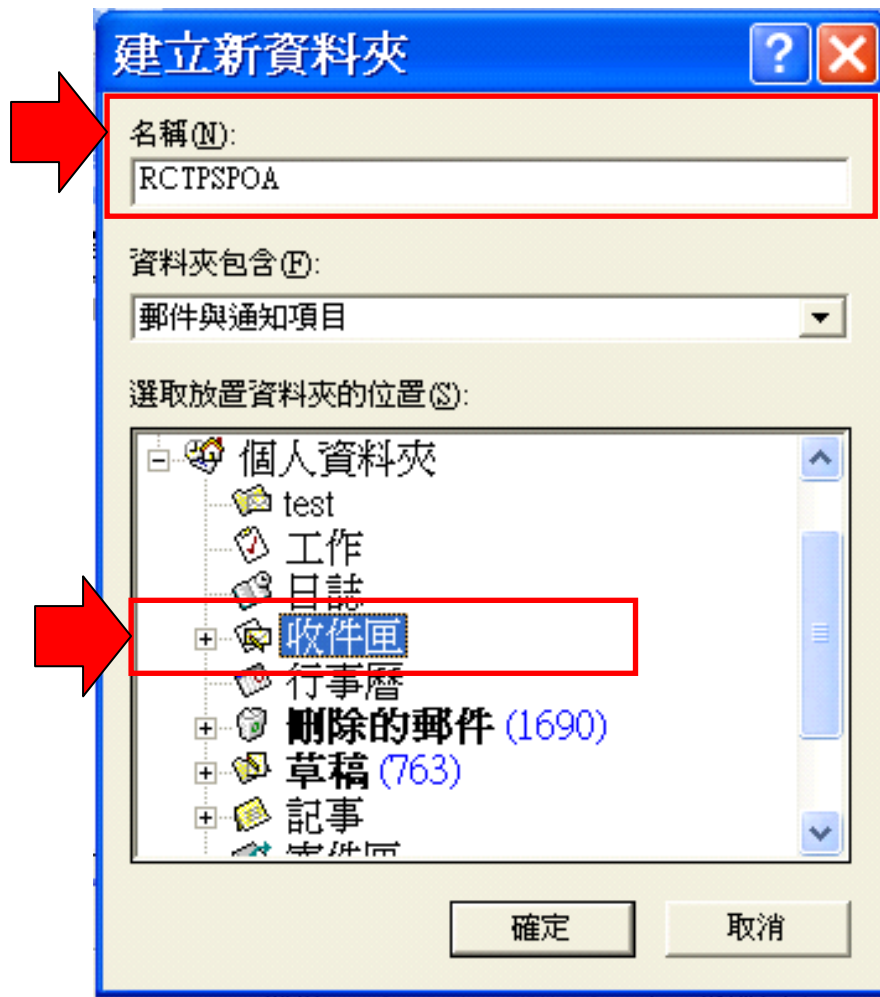 建立新資料夾
名稱(N):
RCTPSPOA
資料夾包含(F):
郵件與通知項目
選取放置資料夾的位置(S):
個人資料夾
test
工作
日誌
收件匣
行事曆
刪除的郵件 (1690)
草稿 (763)
記事
確定 取消